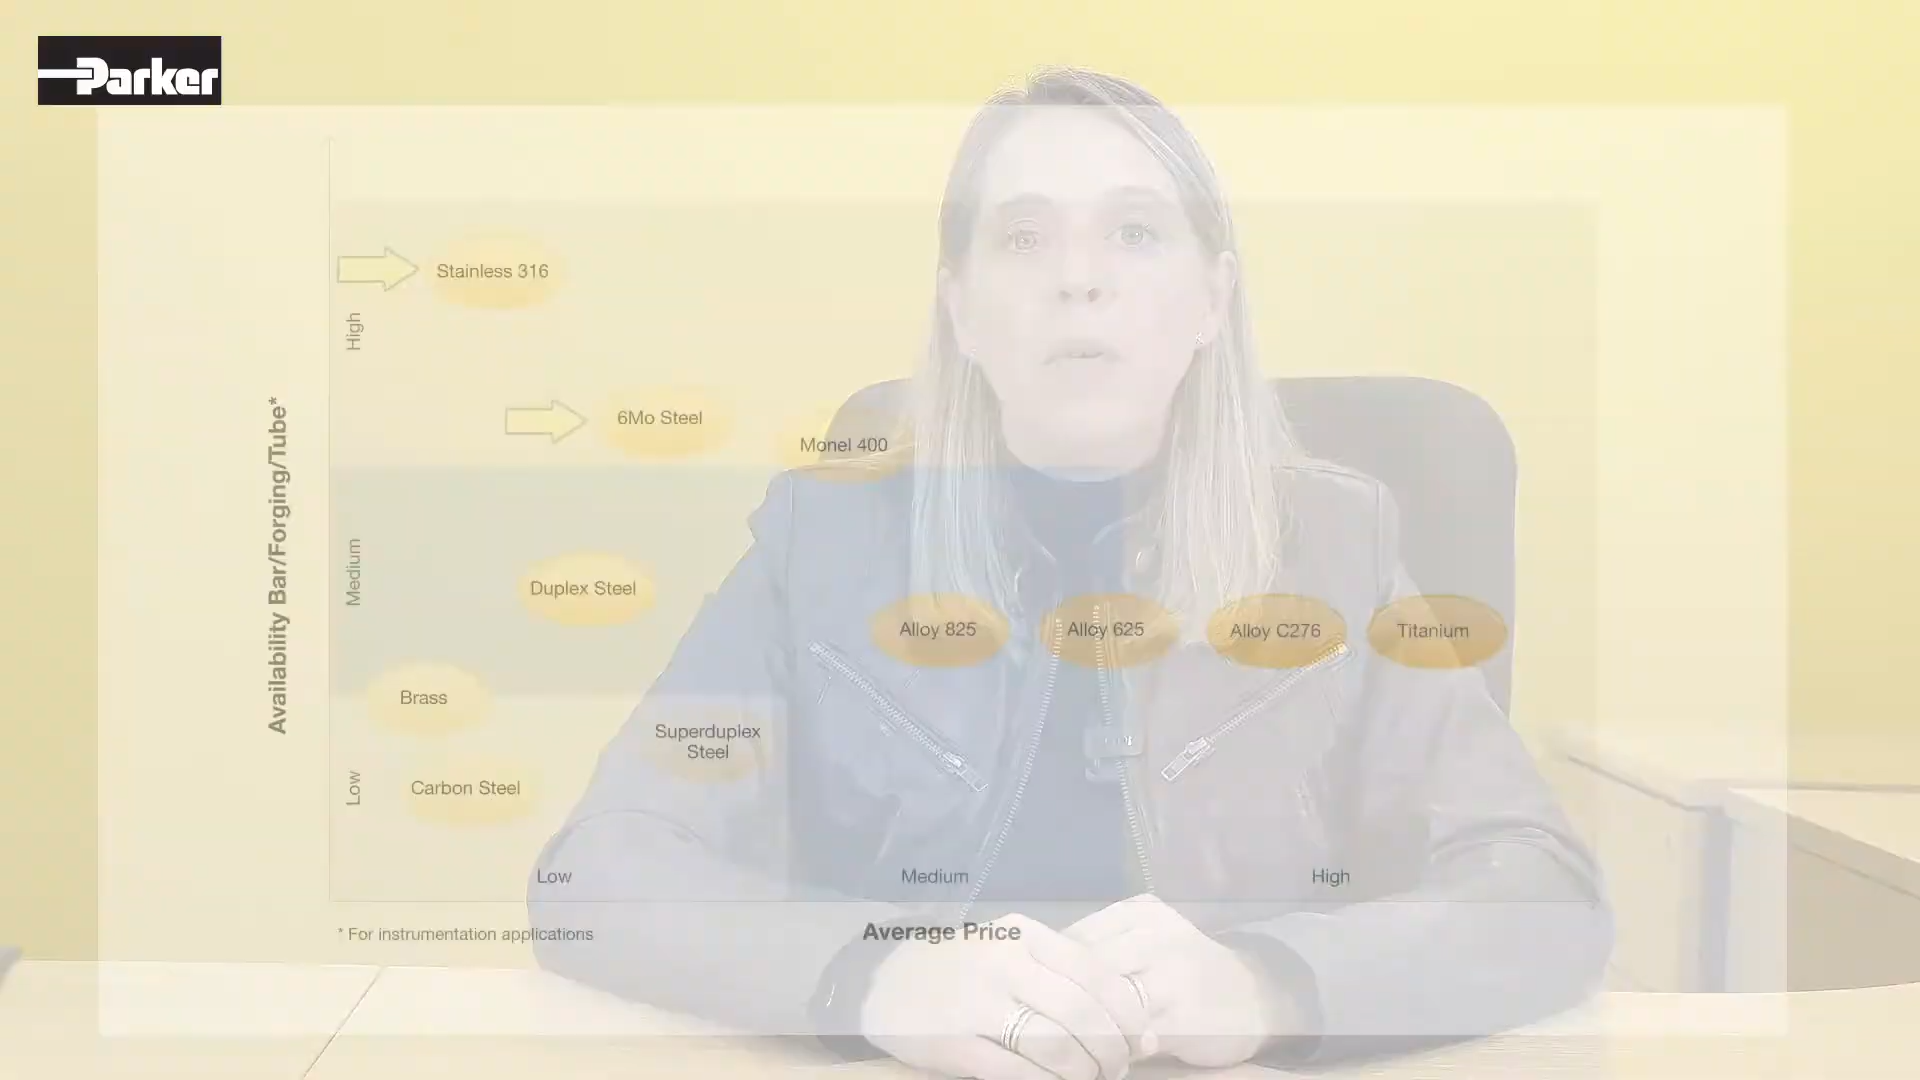 Parker
Stainless 316
High
6Mo Steel
Monel 400
Availability Bar/Forging/Tube*
Medium
Duplex Steel
Alloy 825
Alloy 625
Alloy C276
Titanium
Brass
Superduplex
Steel
Low
Carbon Steel
Low
Medium
High
* For instrumentation applications
Average Price